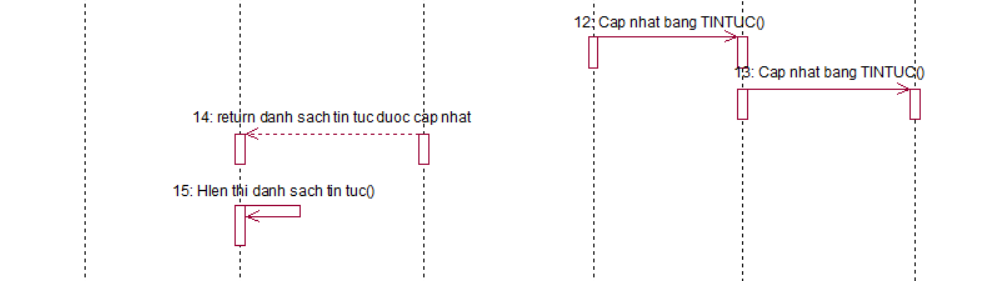 12: Cap nhat bang TINTUC()
13: Cap nhat bang TINTUC()
14: return danh sach tin tuc duoc cap nhat
15: HIen thi danh sach tin tuc()